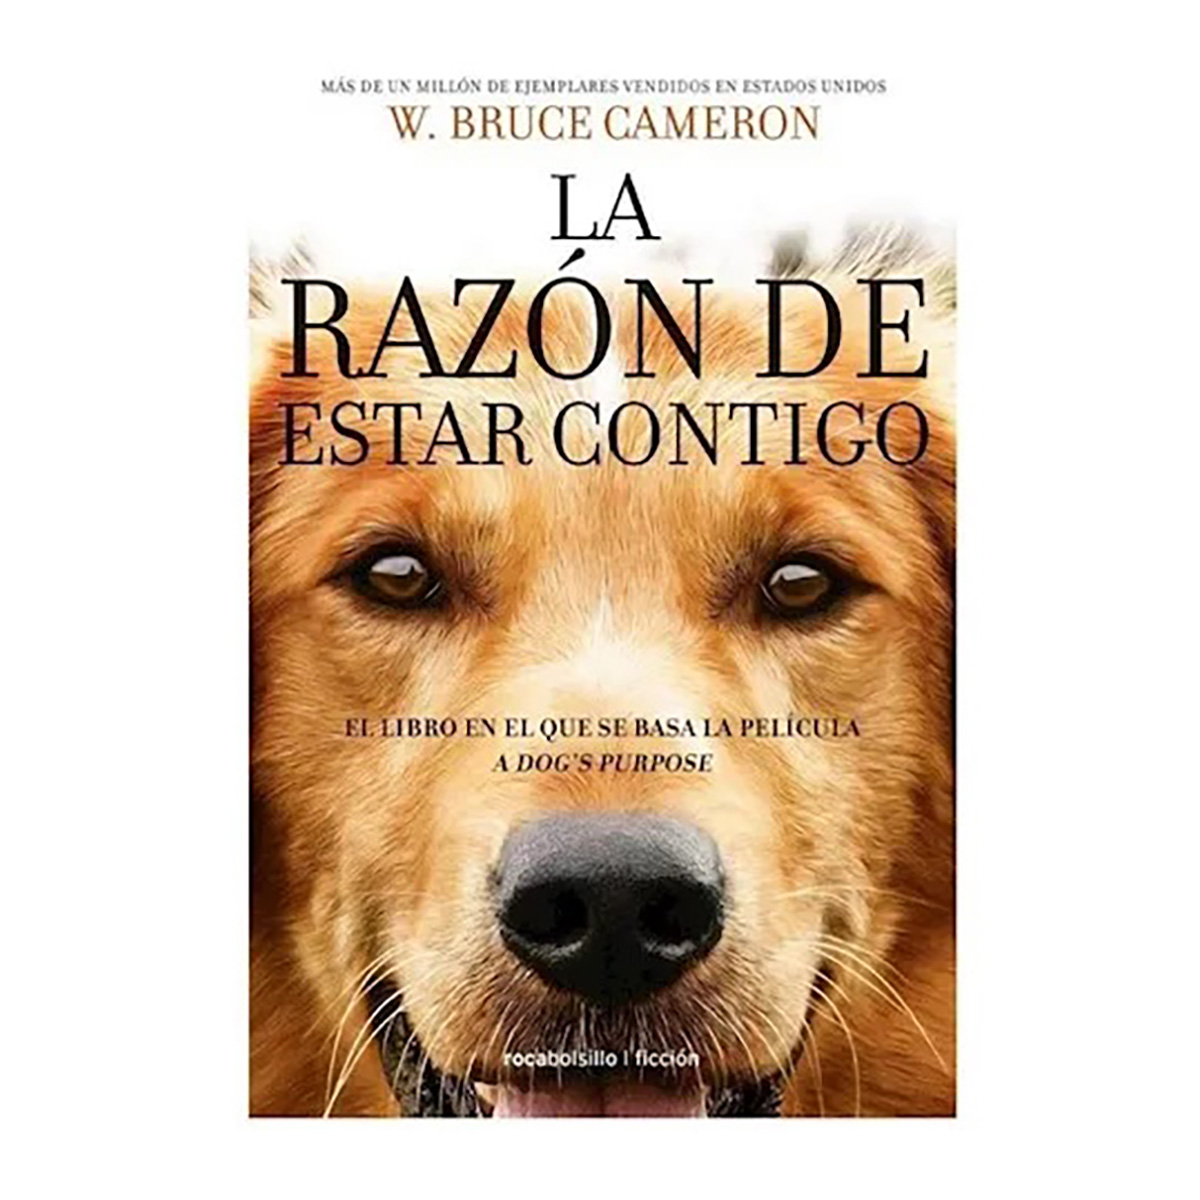 MÁS DE UN MILLÓN DE EJEMPLARES VENDIDOS EN ESTADOS UNIDOS
W. BRUCE CAMERON
LA
RAZÓN DE
ESTAR CONTIGO
EL LIBRO EN EL QUE SE BASA LA PELÍCULA
A DOG'S PURPOSE
rocabolsillo | ficción